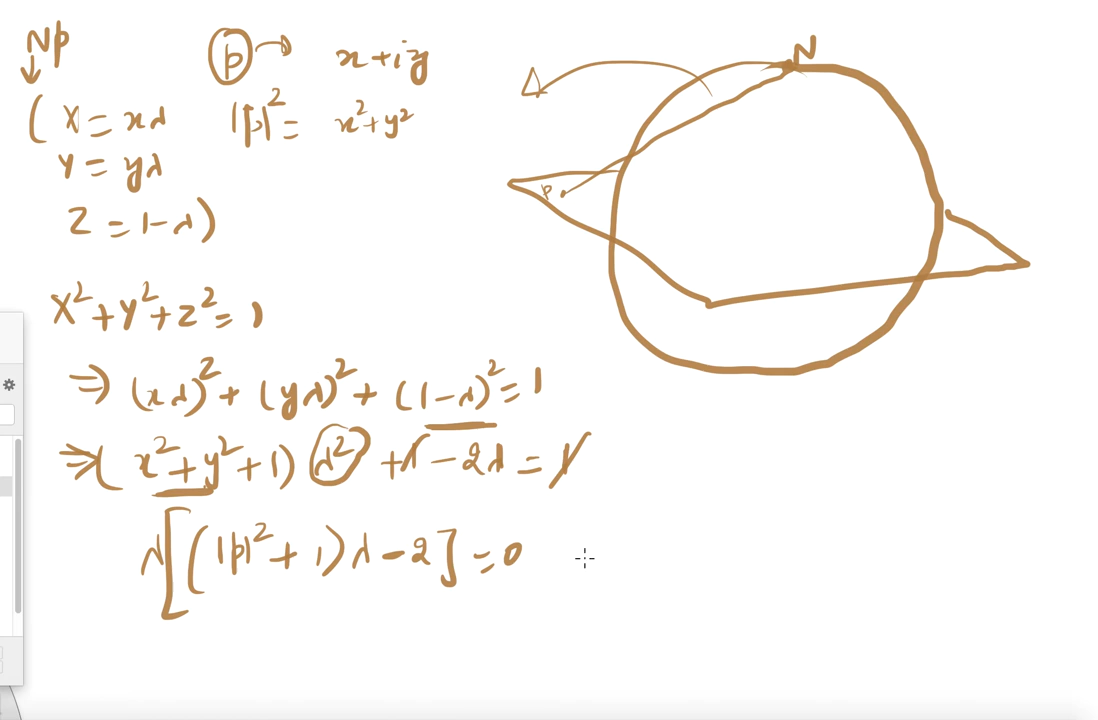 Np
(X = xλ
Y = yλ
Z = 1-λ)
p → x+iy
|p|² = x²+y²
X²+Y²+Z² = 1
⇒ (xλ)² + (yλ)² + (1-λ)² = 1
⇒ (x²+y²+1) λ² + 1 - 2λ = 1
λ[(|p|²+1)λ-2] = 0
N
P